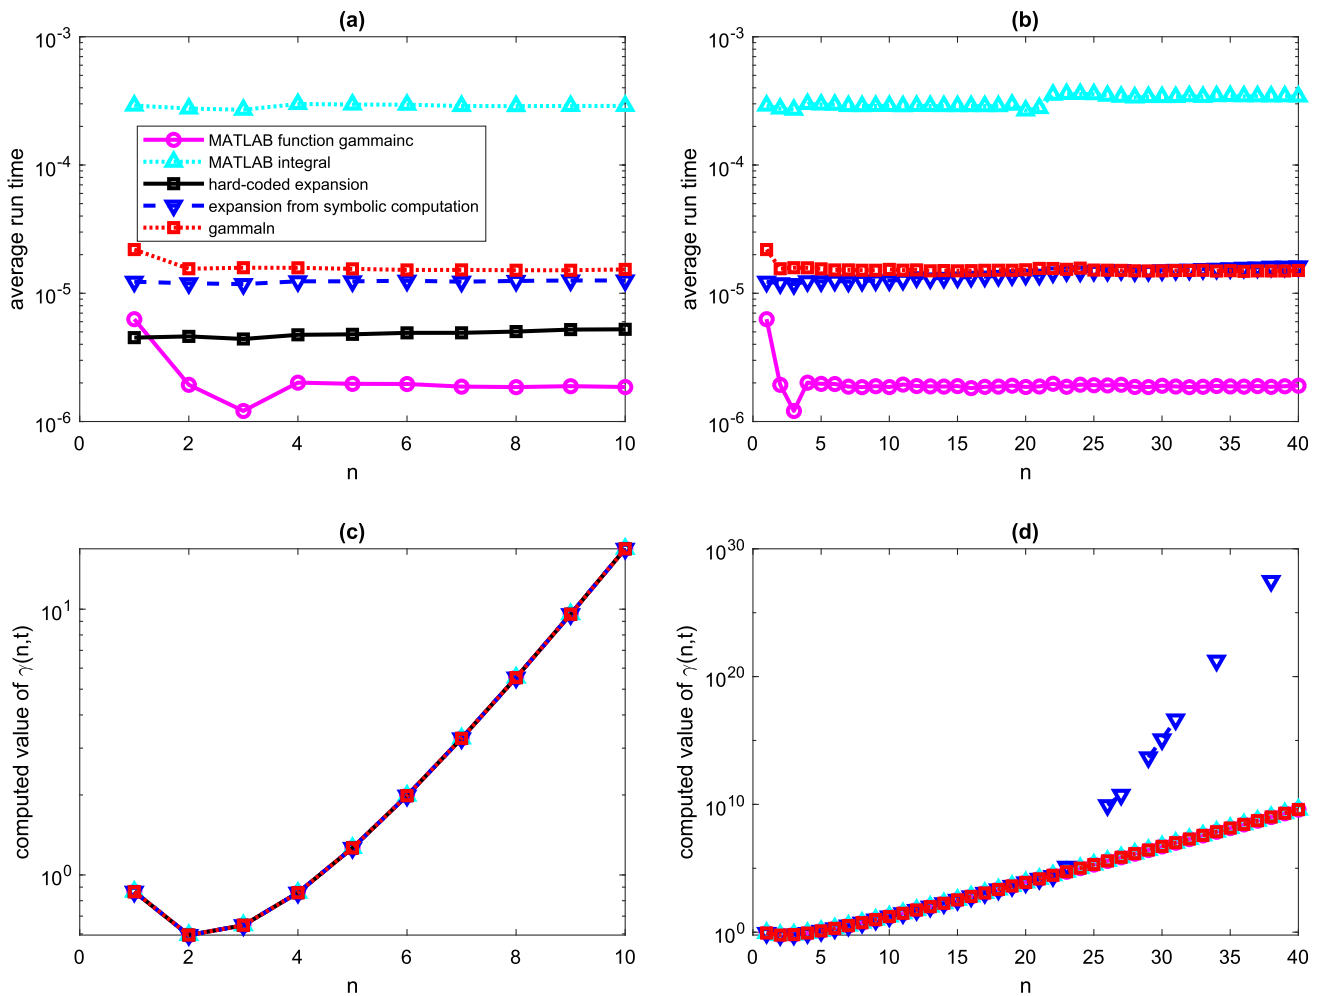 (a)
average run time
10^-3
10^-4
10^-5
10^-6
MATLAB function gammainc
MATLAB integral
hard-coded expansion
expansion from symbolic computation
gammaln
0 2 4 6 8 10
n
(b)
average run time
10^-3
10^-4
10^-5
10^-6
0 5 10 15 20 25 30 35 40
n
(c)
computed value of γ(n,t)
10^1
10^0
0 2 4 6 8 10
n
(d)
computed value of γ(n,t)
10^30
10^20
10^10
10^0
0 5 10 15 20 25 30 35 40
n